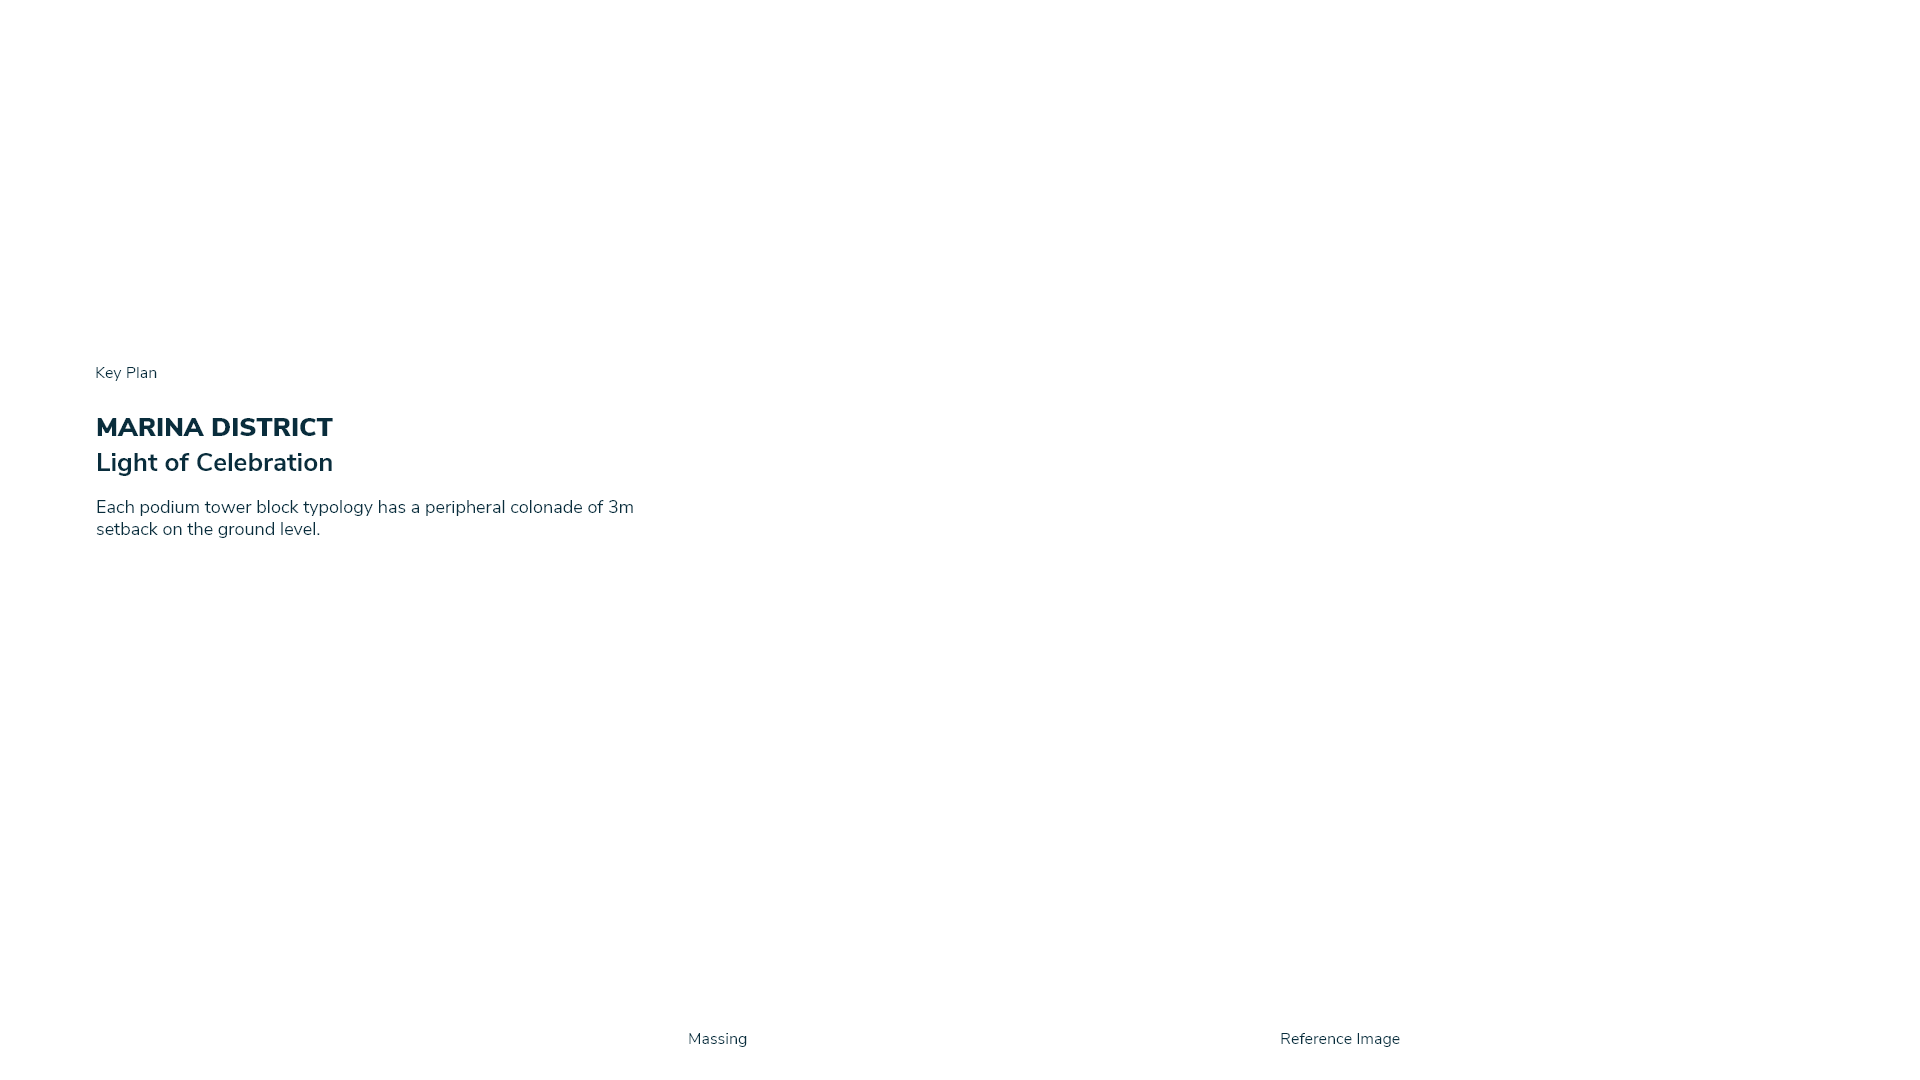 Key Plan
MARINA DISTRICT
Light of Celebration
Each podium tower block typology has a peripheral colonade of 3m
setback on the ground level.
Massing
Reference Image